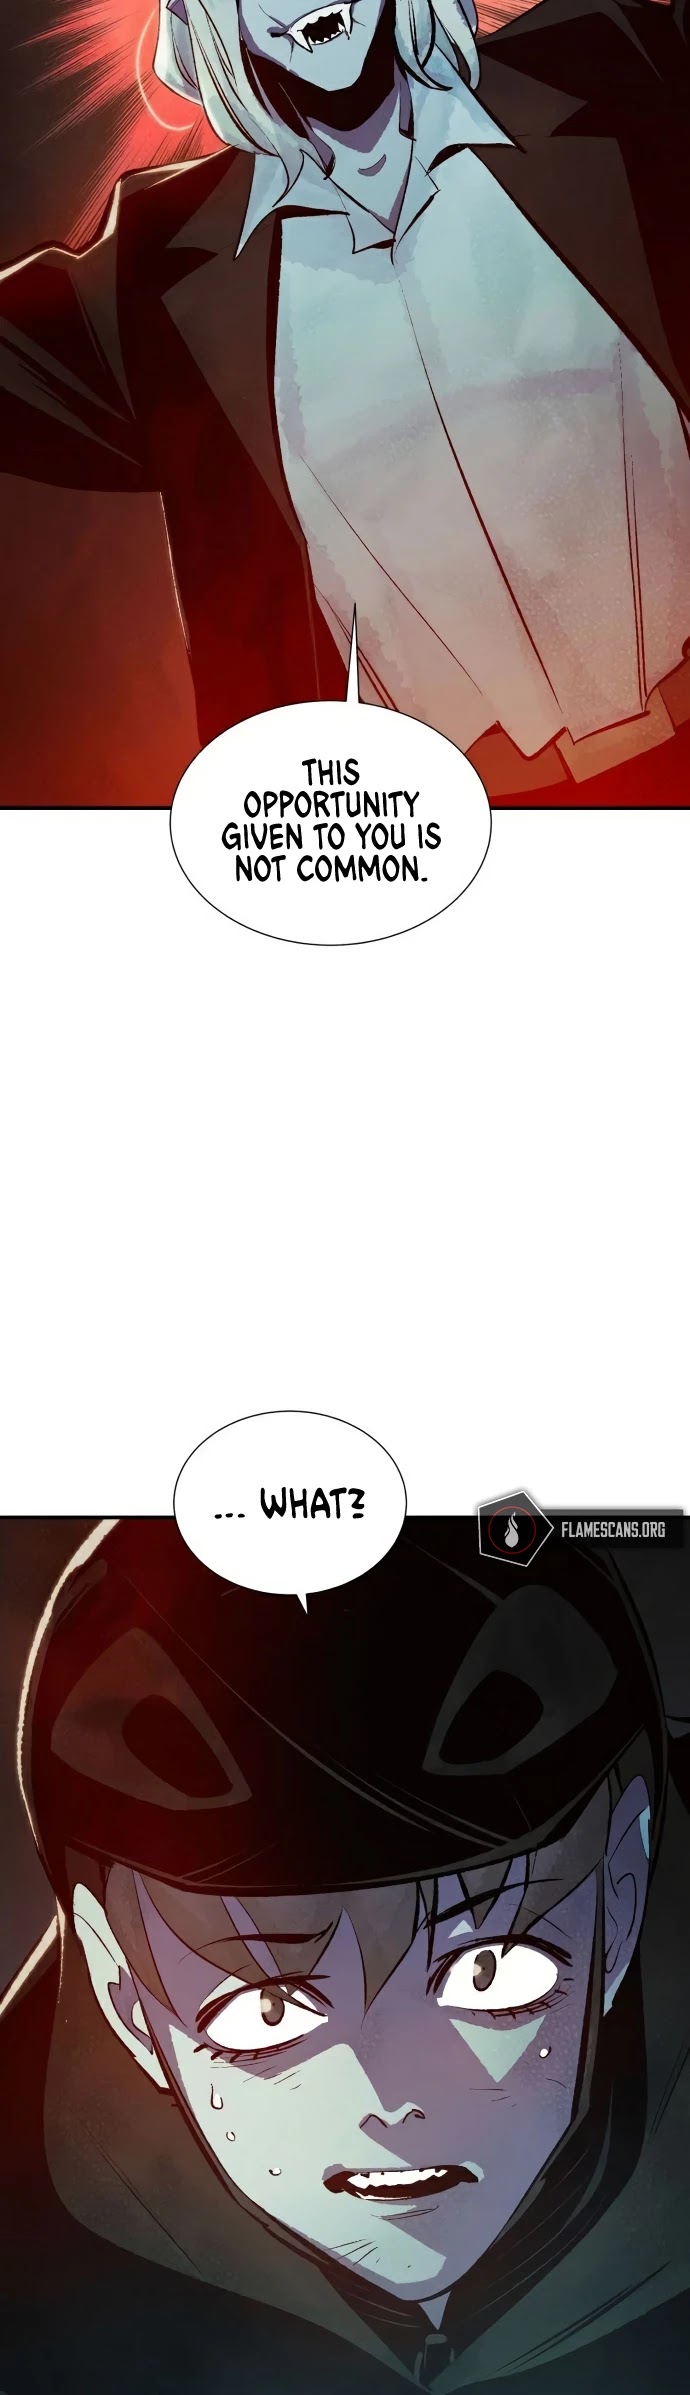 THIS
OPPORTUNITY
GIVEN TO YOU IS
NOT COMMON.
... WHAT?
FLAMESCANS.ORG